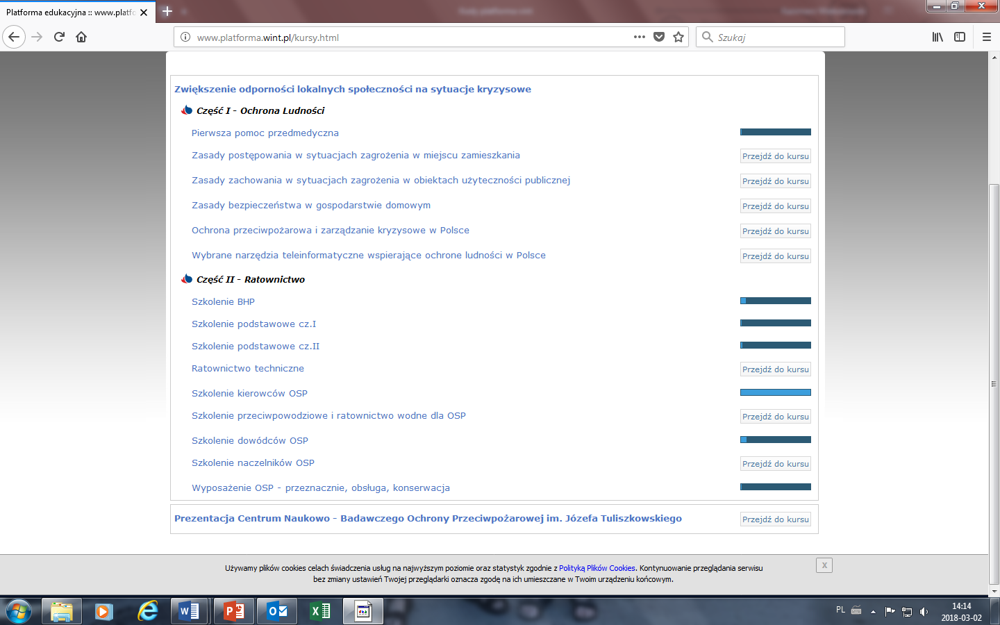 Platforma edukacyjna :: www.platfo
www.platforma.wint.pl/kursy.html
Szukaj
Zwiększenie odporności lokalnych społeczności na sytuacje kryzysowe
Część I - Ochrona Ludności
Pierwsza pomoc przedmedyczna
Zasady postępowania w sytuacjach zagrożenia w miejscu zamieszkania Przejdź do kursu
Zasady zachowania w sytuacjach zagrożenia w obiektach użyteczności publicznej Przejdź do kursu
Zasady bezpieczeństwa w gospodarstwie domowym Przejdź do kursu
Ochrona przeciwpożarowa i zarządzanie kryzysowe w Polsce Przejdź do kursu
Wybrane narzędzia teleinformatyczne wspierające ochrone ludności w Polsce Przejdź do kursu
Część II - Ratownictwo
Szkolenie BHP
Szkolenie podstawowe cz.I
Szkolenie podstawowe cz.II
Ratownictwo techniczne Przejdź do kursu
Szkolenie kierowców OSP
Szkolenie przeciwpowodziowe i ratownictwo wodne dla OSP Przejdź do kursu
Szkolenie dowódców OSP
Szkolenie naczelników OSP Przejdź do kursu
Wyposażenie OSP - przeznacznie, obsługa, konserwacja
Prezentacja Centrum Naukowo - Badawczego Ochrony Przeciwpożarowej im. Józefa Tuliszkowskiego Przejdź do kursu
Używamy plików cookies celach świadczenia usług na najwyższym poziomie oraz statystyk zgodnie z Polityką Plików Cookies. Kontynuowanie przeglądania serwisu
bez zmiany ustawień Twojej przeglądarki oznacza zgodę na ich umieszczane w Twoim urządzeniu końcowym.
x
PL
14:14
2018-03-02